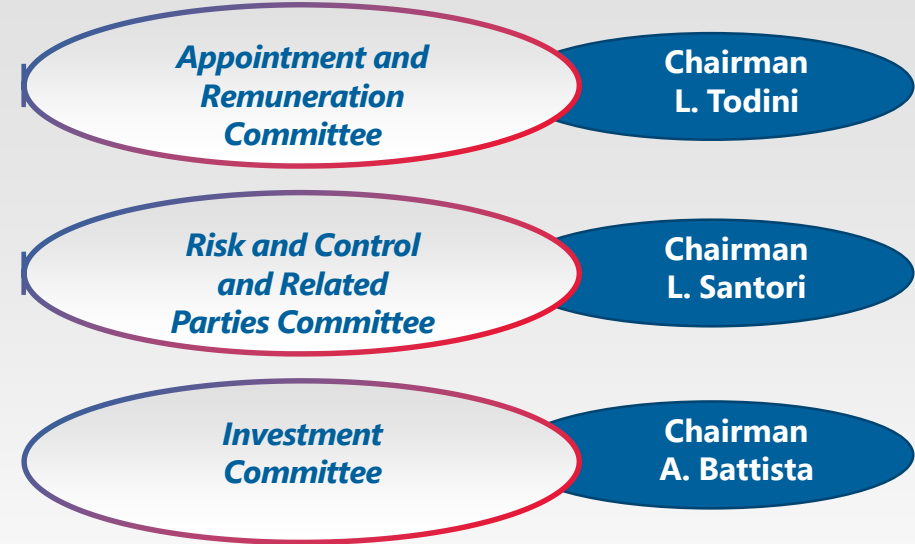 Appointment and
Remuneration
Committee
Chairman
L. Todini
Risk and Control
and Related
Parties Committee
Chairman
L. Santori
Investment
Committee
Chairman
A. Battista